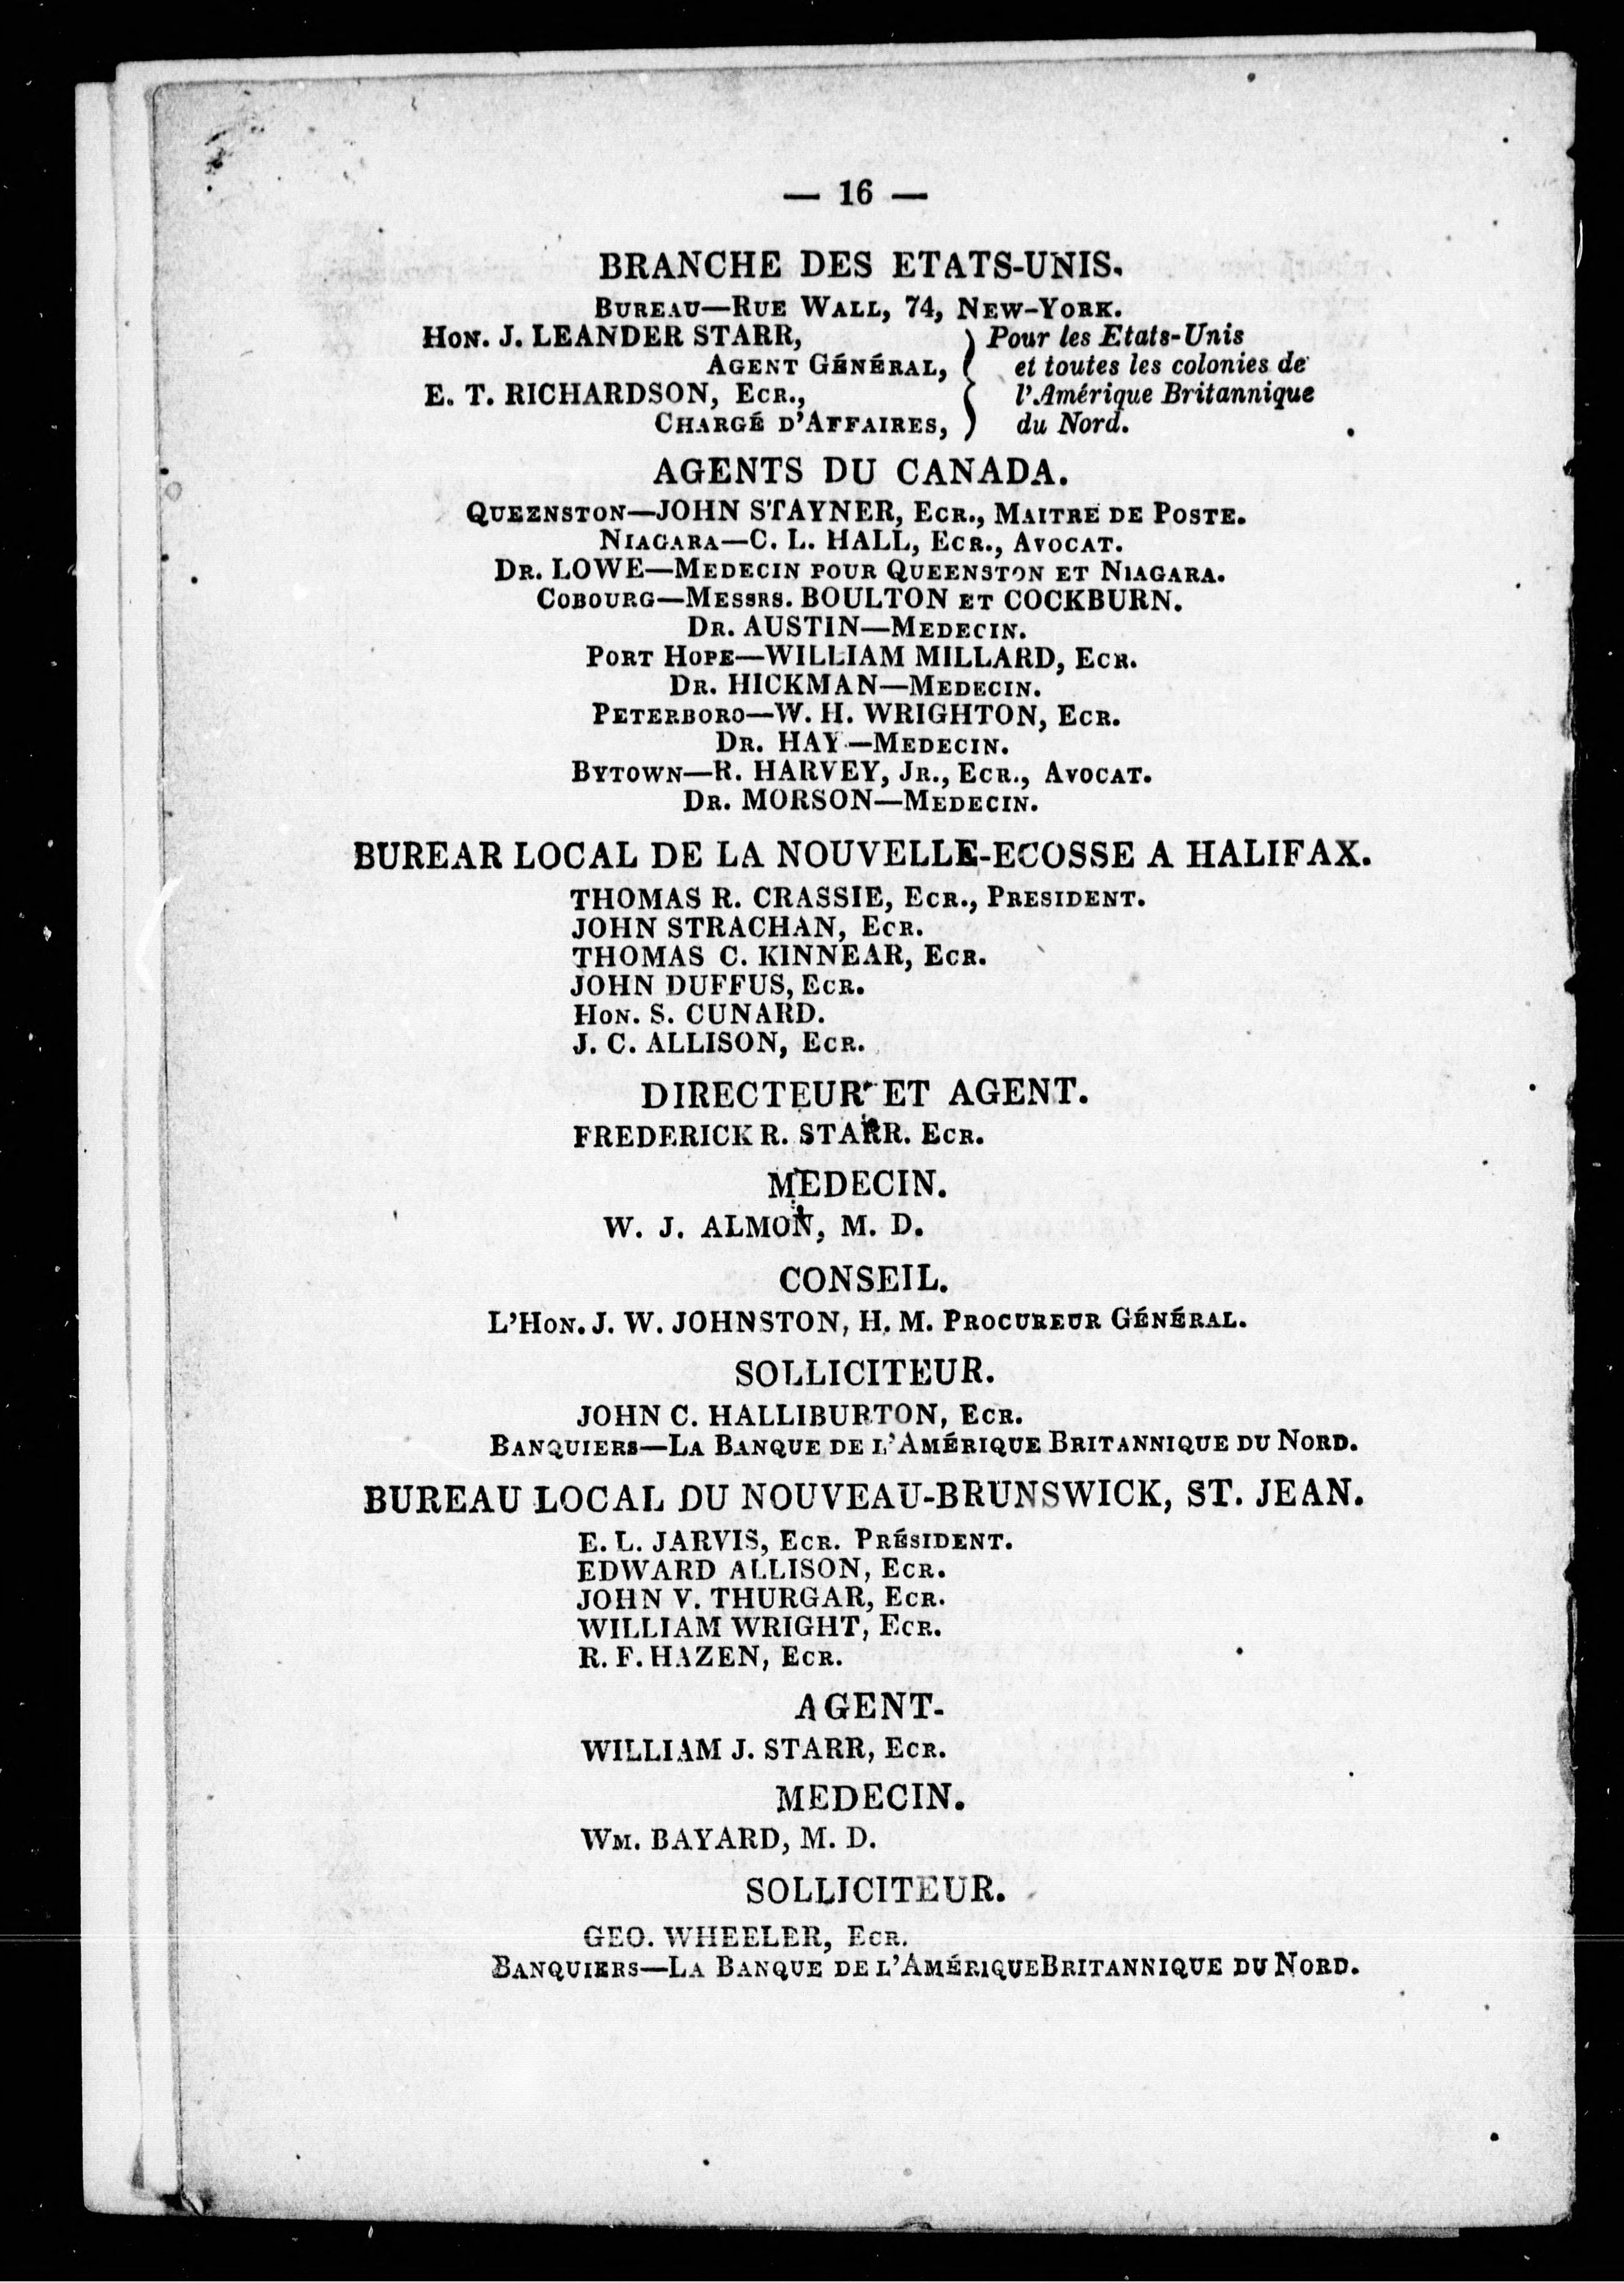 — 16 —
BRANCHE DES ETATS-UNIS.
BUREAU—RUE WALL, 74, NEW-YORK.
HON. J. LEANDER STARR,
AGENT GÉNÉRAL,
E. T. RICHARDSON, ECR.,
CHARGÉ D'AFFAIRES,
Pour les Etats-Unis
et toutes les colonies de
l'Amérique Britannique
du Nord.
AGENTS DU CANADA.
QUEENSTON—JOHN STAYNER, ECR., MAITRE DE POSTE.
NIAGARA—C. L. HALL, ECR., AVOCAT.
DR. LOWE—MEDECIN POUR QUEENSTON ET NIAGARA.
COBOURG—MESSRS. BOULTON ET COCKBURN.
DR. AUSTIN—MEDECIN.
PORT HOPE—WILLIAM MILLARD, ECR.
DR. HICKMAN—MEDECIN.
PETERBORO—W. H. WRIGHTON, ECR.
DR. HAY—MEDECIN.
BYTOWN—R. HARVEY, JR., ECR., AVOCAT.
DR. MORSON—MEDECIN.
BUREAR LOCAL DE LA NOUVELLE-ECOSSE A HALIFAX.
THOMAS R. CRASSIE, ECR., PRESIDENT.
JOHN STRACHAN, ECR.
THOMAS C. KINNEAR, ECR.
JOHN DUFFUS, ECR.
HON. S. CUNARD.
J. C. ALLISON, ECR.
DIRECTEUR ET AGENT.
FREDERICK R. STARR. ECR.
MEDECIN.
W. J. ALMON, M. D.
CONSEIL.
L'HON. J. W. JOHNSTON, H. M. PROCUREUR GÉNÉRAL.
SOLLICITEUR.
JOHN C. HALLIBURTON, ECR.
BANQUIERS—LA BANQUE DE L'AMÉRIQUE BRITANNIQUE DU NORD.
BUREAU LOCAL DU NOUVEAU-BRUNSWICK, ST. JEAN.
E. L. JARVIS, ECR. PRÉSIDENT.
EDWARD ALLISON, ECR.
JOHN V. THURGAR, ECR.
WILLIAM WRIGHT, ECR.
R. F. HAZEN, ECR.
AGENT-
WILLIAM J. STARR, ECR.
MEDECIN.
WM. BAYARD, M. D.
SOLLICITEUR.
GEO. WHEELER, ECR.
BANQUIERS—LA BANQUE DE L'AMÉRIQUEBRITANNIQUE DU NORD.